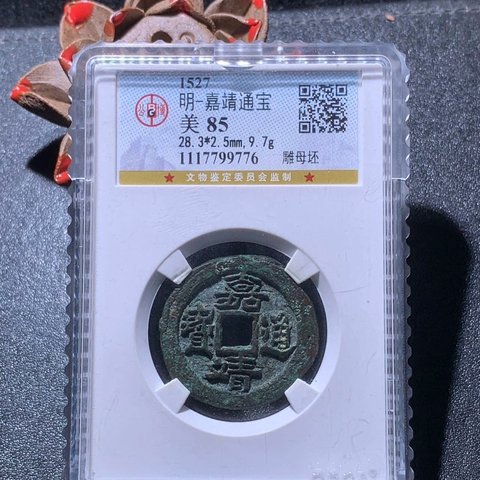 1527
明-嘉靖通宝
美 85
28.3*2.5mm,9.7g
1117799776 雕母坯
★ 文物鉴定委员会监制 ★
嘉
寳 通
靖